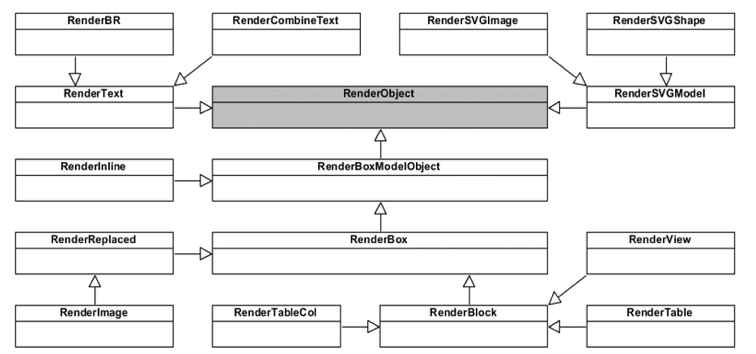 RenderBR
RenderCombineText
RenderSVGImage
RenderSVGShape
RenderText
RenderObject
RenderSVGModel
RenderInline
RenderBoxModelObject
RenderReplaced
RenderBox
RenderView
RenderImage
RenderTableCol
RenderBlock
RenderTable